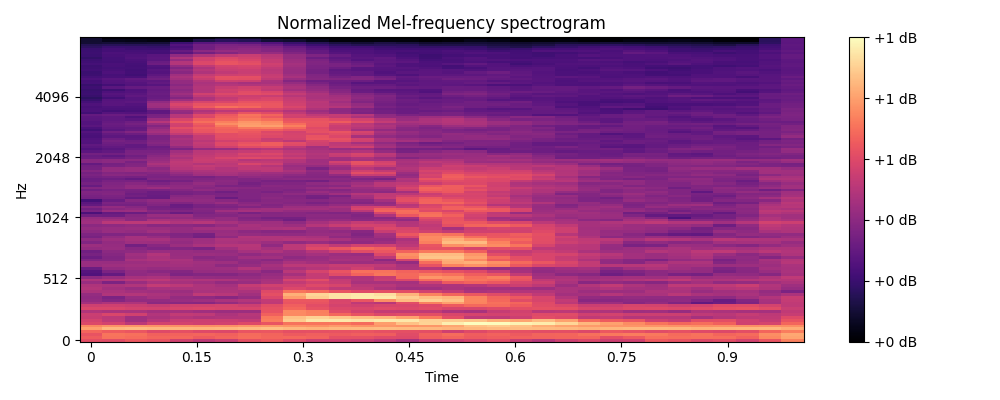 Normalized Mel-frequency spectrogram
Hz
4096
2048
1024
512
0
0 0.15 0.3 0.45 0.6 0.75 0.9
Time
+1 dB
+1 dB
+1 dB
+0 dB
+0 dB
+0 dB